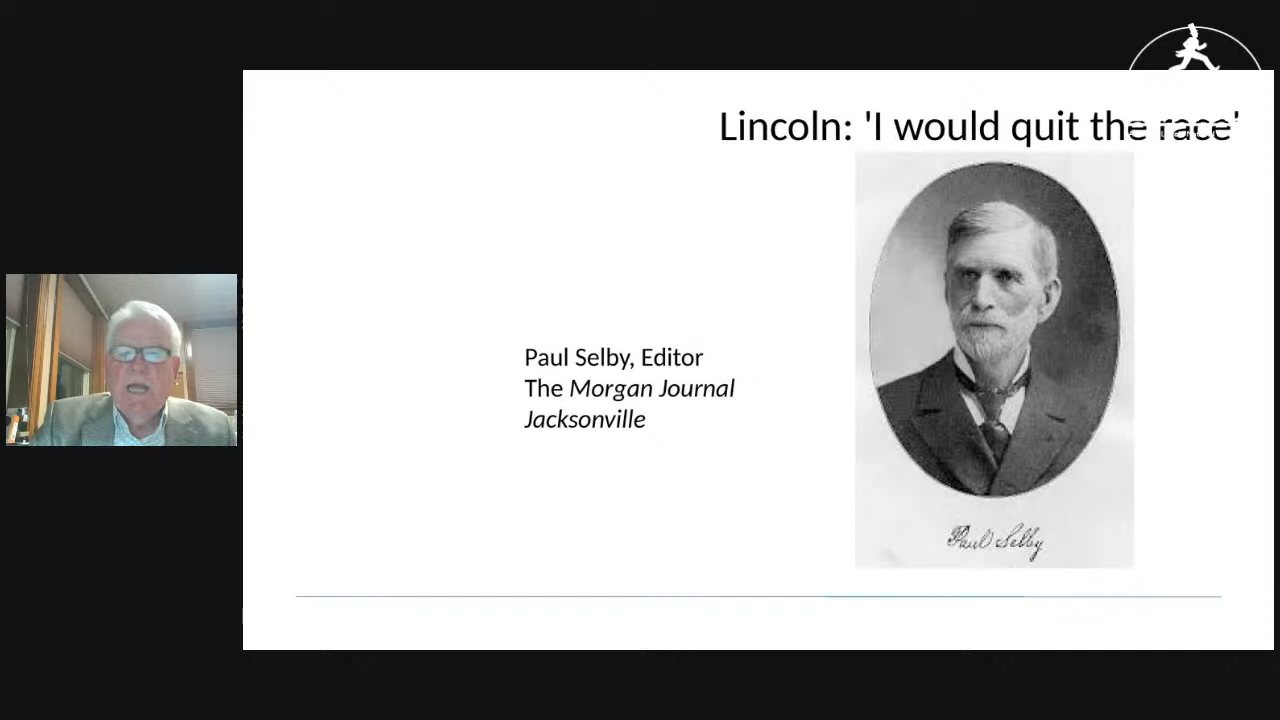 Lincoln: 'I would quit the race'
Paul Selby, Editor
The Morgan Journal
Jacksonville
Paul Selby